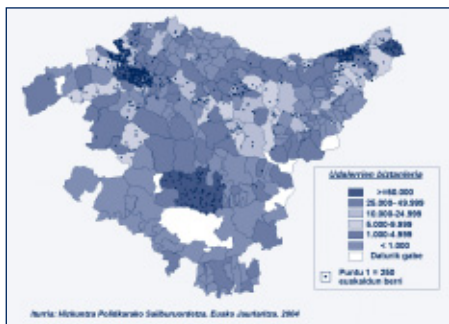 Udalerrien biztanleria
>=50.000
25.000-49.999
10.000-24.999
5.000-9.999
1.000-4.999
< 1.000
Daturik gabe
Puntu 1 = 250
euskaldun berri
Iturria: Hizkuntza Politikarako Sailburuordetza, Eusko Jaurlaritza, 2004